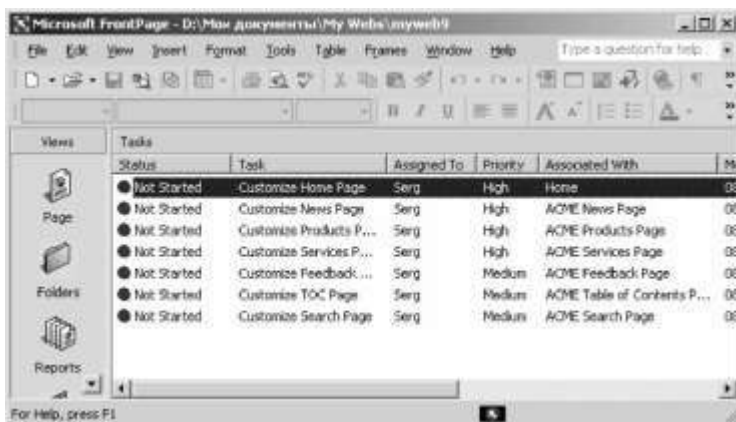 Microsoft FrontPage - D:\Мои документы\My Webs\myweb9
File Edit View Insert Format Tools Table Frames Window Help Type a question for help
Views Tasks
Status Task Assigned To Priority Associated With
Not Started Customize Home Page Serg High Home
Not Started Customize News Page Serg High ACME News Page
Page Not Started Customize Products P... Serg High ACME Products Page
Not Started Customize Services P... Serg High ACME Services Page
Not Started Customize Feedback ... Serg Medium ACME Feedback Page
Folders Not Started Customize TOC Page Serg Medium ACME Table of Contents P...
Not Started Customize Search Page Serg Medium ACME Search Page
Reports
For Help, press F1